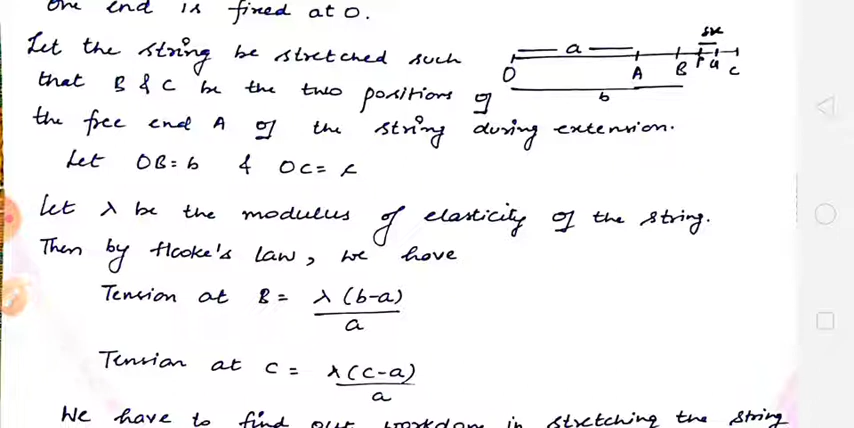 one end is fixed at O.
Let the string be stretched such
that B & C be the two positions of
the free end A of the string during extension.
Let OB = b & OC = c
Let λ be the modulus of elasticity of the string.
Then by Hooke's Law, we have
Tension at B = λ(b-a)
a
Tension at C = λ(c-a)
a
We have to find out workdone in stretching the string
O a A B P Q C
δx
b